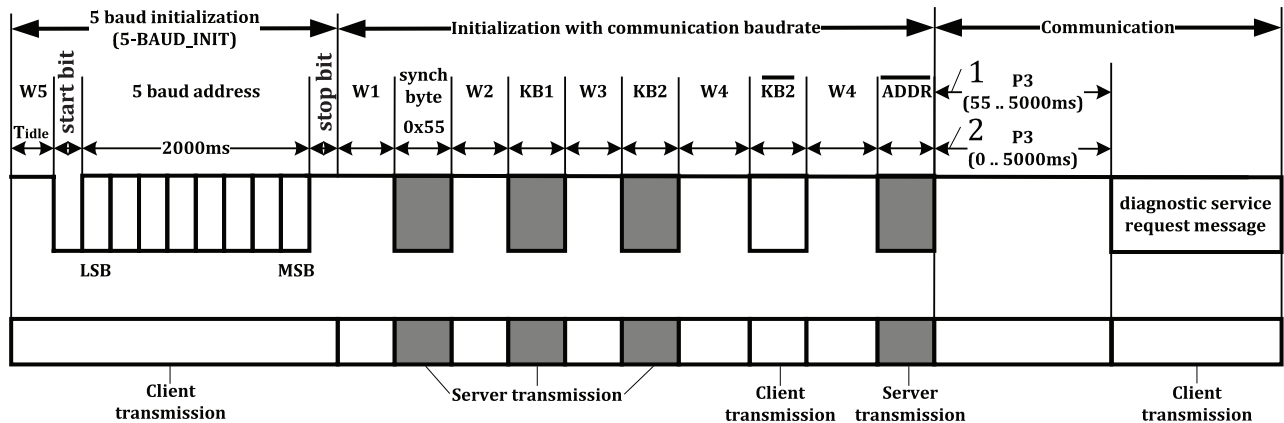 5 baud initialization
(5-BAUD_INIT)
Initialization with communication baudrate
Communication
W5
start bit
5 baud address
stop bit
W1
synch
byte
0x55
W2
KB1
W3
KB2
W4
KB2
W4
ADDR
1 P3
(55 .. 5000ms)
Tidle
2000ms
2 P3
(0 .. 5000ms)
diagnostic service
request message
LSB
MSB
Client
transmission
Server transmission
Client
transmission
Server
transmission
Client
transmission